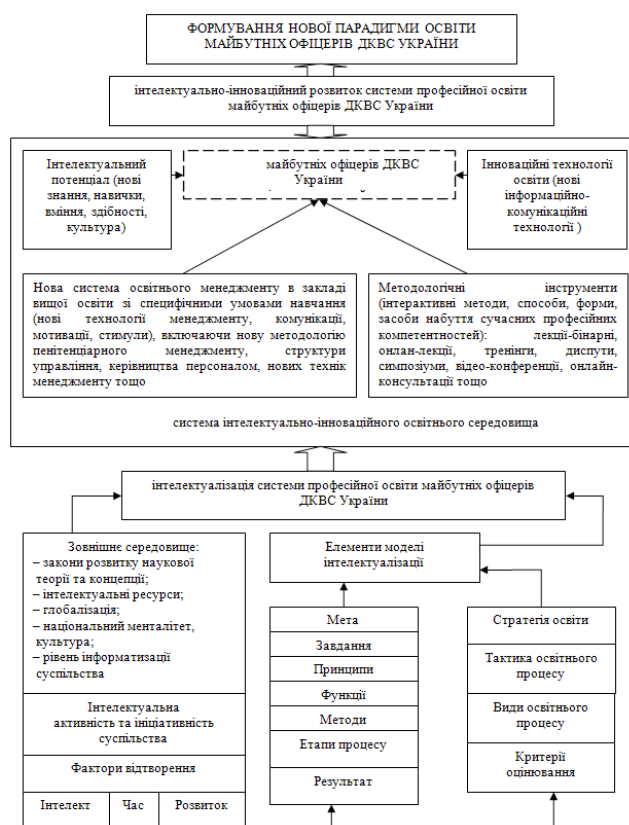 ФОРМУВАННЯ НОВОЇ ПАРАДИГМИ ОСВІТИ
МАЙБУТНІХ ОФІЦЕРІВ ДКВС УКРАЇНИ
інтелектуально-інноваційний розвиток системи професійної освіти
майбутніх офіцерів ДКВС України
Інтелектуальний
потенціал (нові
знання, навички,
вміння, здібності,
культура)
майбутніх офіцерів ДКВС
України
Інноваційні технології
освіти (нові
інформаційно-
комунікаційні
технології )
Нова система освітнього менеджменту в закладі
вищої освіти зі специфічними умовами навчання
(нові технології менеджменту, комунікації,
мотивації, стимули), включаючи нову методологію
пенітенціарного менеджменту, структури
управління, керівництва персоналом, нових технік
менеджменту тощо
Методологічні інструменти
(інтерактивні методи, способи, форми,
засоби набуття сучасних професійних
компетентностей): лекції-бінарні,
онлан-лекції, тренінги, диспути,
симпозіуми, відео-конференції, онлайн-
консультації тощо
система інтелектуально-інноваційного освітнього середовища
інтелектуалізація системи професійної освіти майбутніх офіцерів
ДКВС України
Зовнішнє середовище:
– закони розвитку наукової
теорії та концепції;
– інтелектуальні ресурси;
– глобалізація;
– національний менталітет,
культура;
– рівень інформатизації
суспільства
Інтелектуальна
активність та ініціативність
суспільства
Фактори відтворення
Інтелект Час Розвиток
Елементи моделі
інтелектуалізації
Мета
Завдання
Принципи
Функції
Методи
Етапи процесу
Результат
Стратегія освіти
Тактика освітнього
процесу
Види освітнього
процесу
Критерії
оцінювання